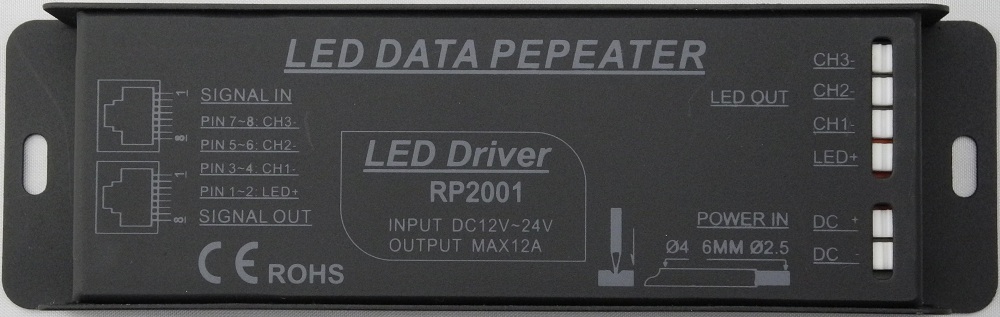 LED DATA PEPEATER
1
SIGNAL IN
PIN 7~8: CH3-
PIN 5~6: CH2-
8
PIN 3~4: CH1-
1
PIN 1~2: LED+
SIGNAL OUT
8
CE ROHS
LED Driver
RP2001
INPUT DC12V~24V
OUTPUT MAX12A
LED OUT
CH3-
CH2-
CH1-
LED+
POWER IN
DC +
DC -
Ø4 6MM Ø2.5